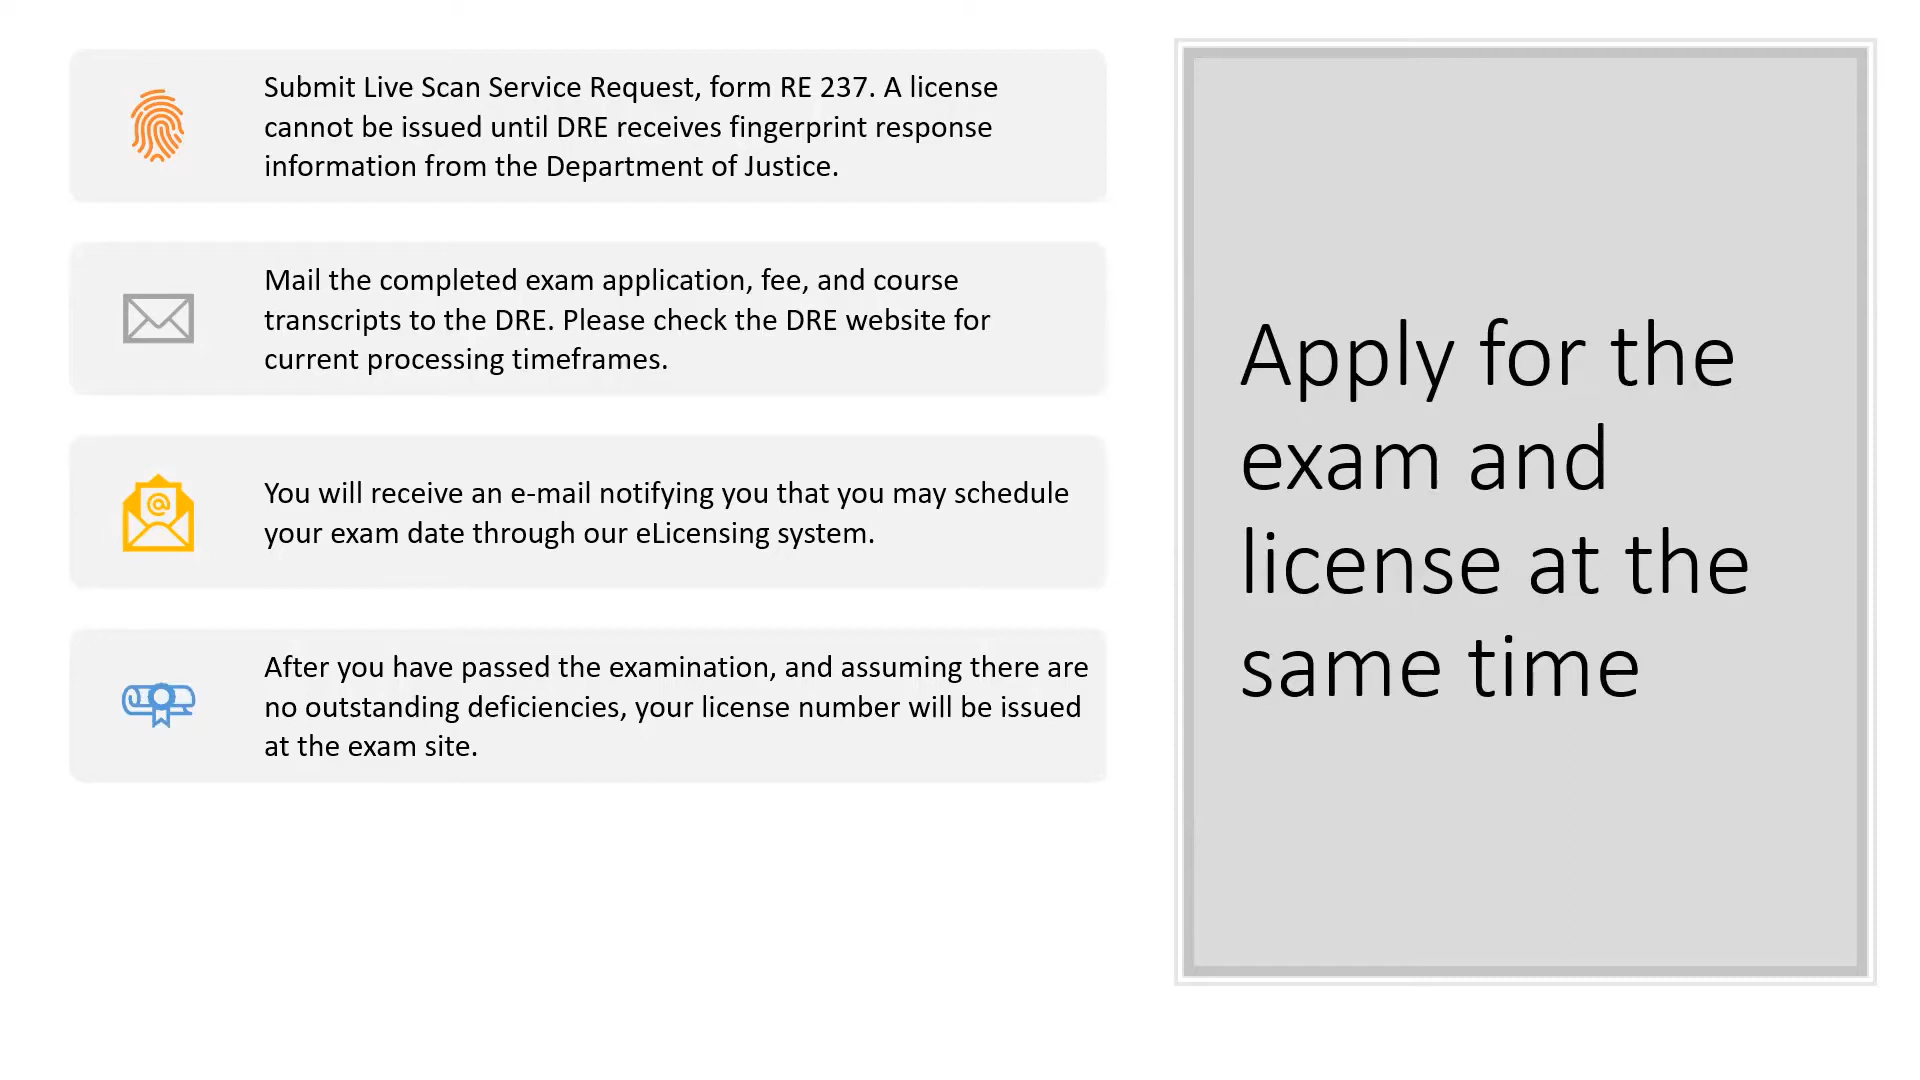 Submit Live Scan Service Request, form RE 237. A license
cannot be issued until DRE receives fingerprint response
information from the Department of Justice.
Mail the completed exam application, fee, and course
transcripts to the DRE. Please check the DRE website for
current processing timeframes.
@
You will receive an e-mail notifying you that you may schedule
your exam date through our eLicensing system.
After you have passed the examination, and assuming there are
no outstanding deficiencies, your license number will be issued
at the exam site.
Apply for the
exam and
license at the
same time